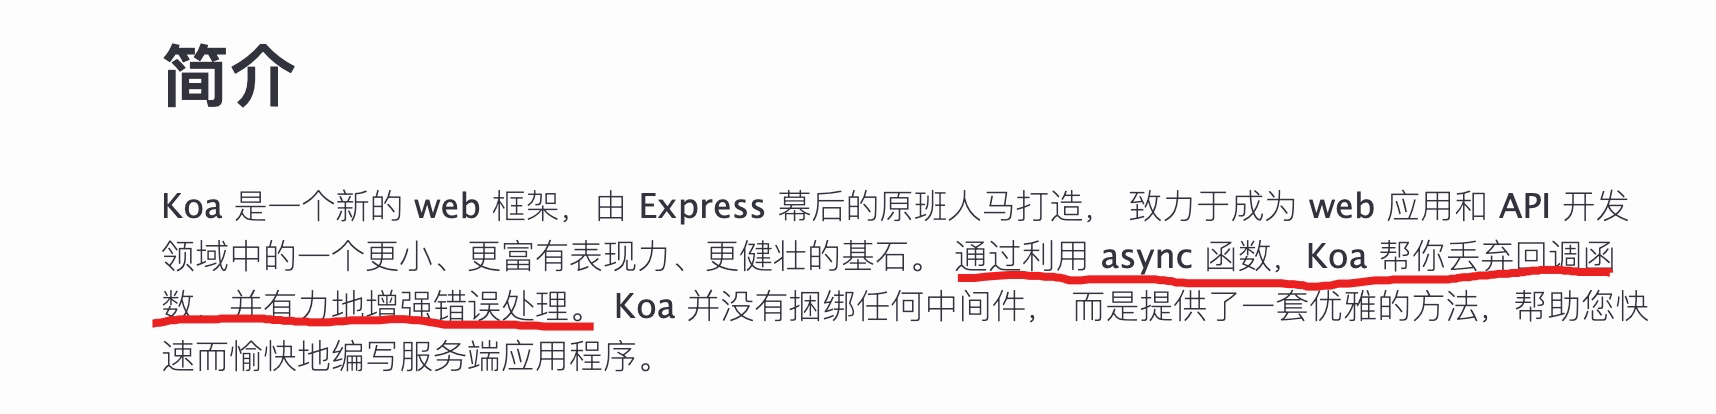 简介
Koa 是一个新的 web 框架，由 Express 幕后的原班人马打造， 致力于成为 web 应用和 API 开发
领域中的一个更小、更富有表现力、更健壮的基石。 通过利用 async 函数，Koa 帮你丢弃回调函
数，并有力地增强错误处理。 Koa 并没有捆绑任何中间件， 而是提供了一套优雅的方法，帮助您快
速而愉快地编写服务端应用程序。